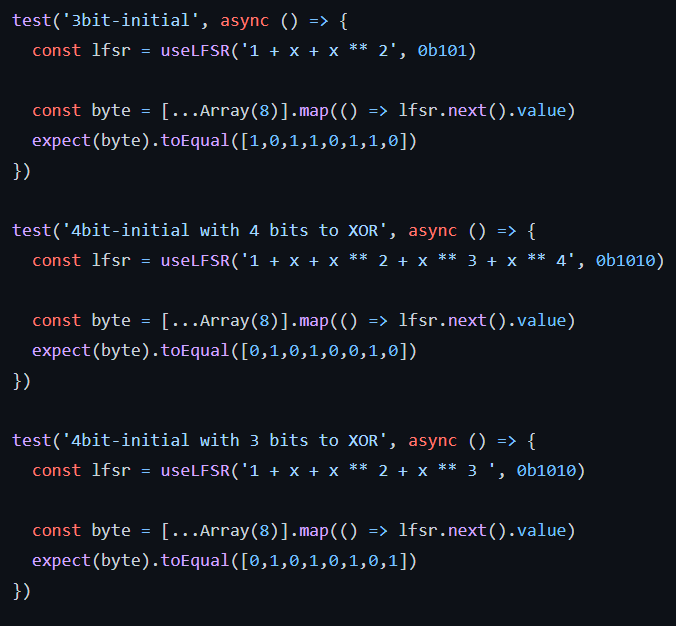 test('3bit-initial', async () => {
  const lfsr = useLFSR('1 + x + x ** 2', 0b101)

  const byte = [...Array(8)].map(() => lfsr.next().value)
  expect(byte).toEqual([1,0,1,1,0,1,1,0])
})

test('4bit-initial with 4 bits to XOR', async () => {
  const lfsr = useLFSR('1 + x + x ** 2 + x ** 3 + x ** 4', 0b1010)

  const byte = [...Array(8)].map(() => lfsr.next().value)
  expect(byte).toEqual([0,1,0,1,0,0,1,0])
})

test('4bit-initial with 3 bits to XOR', async () => {
  const lfsr = useLFSR('1 + x + x ** 2 + x ** 3 ', 0b1010)

  const byte = [...Array(8)].map(() => lfsr.next().value)
  expect(byte).toEqual([0,1,0,1,0,1,0,1])
})